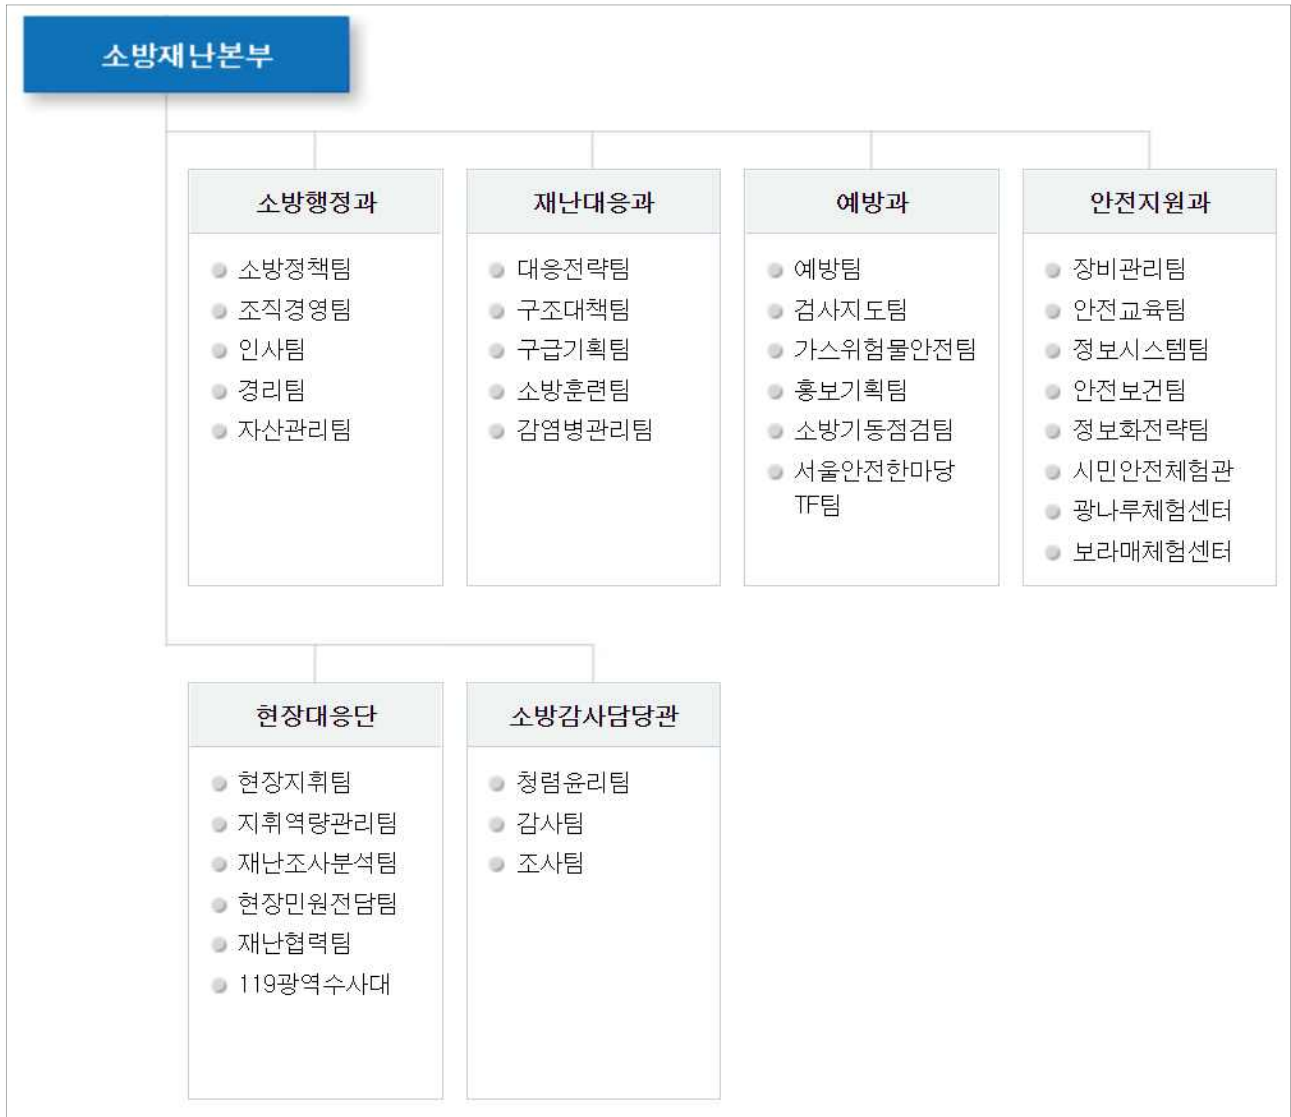 소방재난본부
소방행정과
소방정책팀
조직경영팀
인사팀
경리팀
자산관리팀
재난대응과
대응전략팀
구조대책팀
구급기획팀
소방훈련팀
감염병관리팀
예방과
예방팀
검사지도팀
가스위험물안전팀
홍보기획팀
소방기동점검팀
서울안전한마당
TF팀
안전지원과
장비관리팀
안전교육팀
정보시스템팀
안전보건팀
정보화전략팀
시민안전체험관
광나루체험센터
보라매체험센터
현장대응단
현장지휘팀
지휘역량관리팀
재난조사분석팀
현장민원전담팀
재난협력팀
119광역수사대
소방감사담당관
청렴윤리팀
감사팀
조사팀